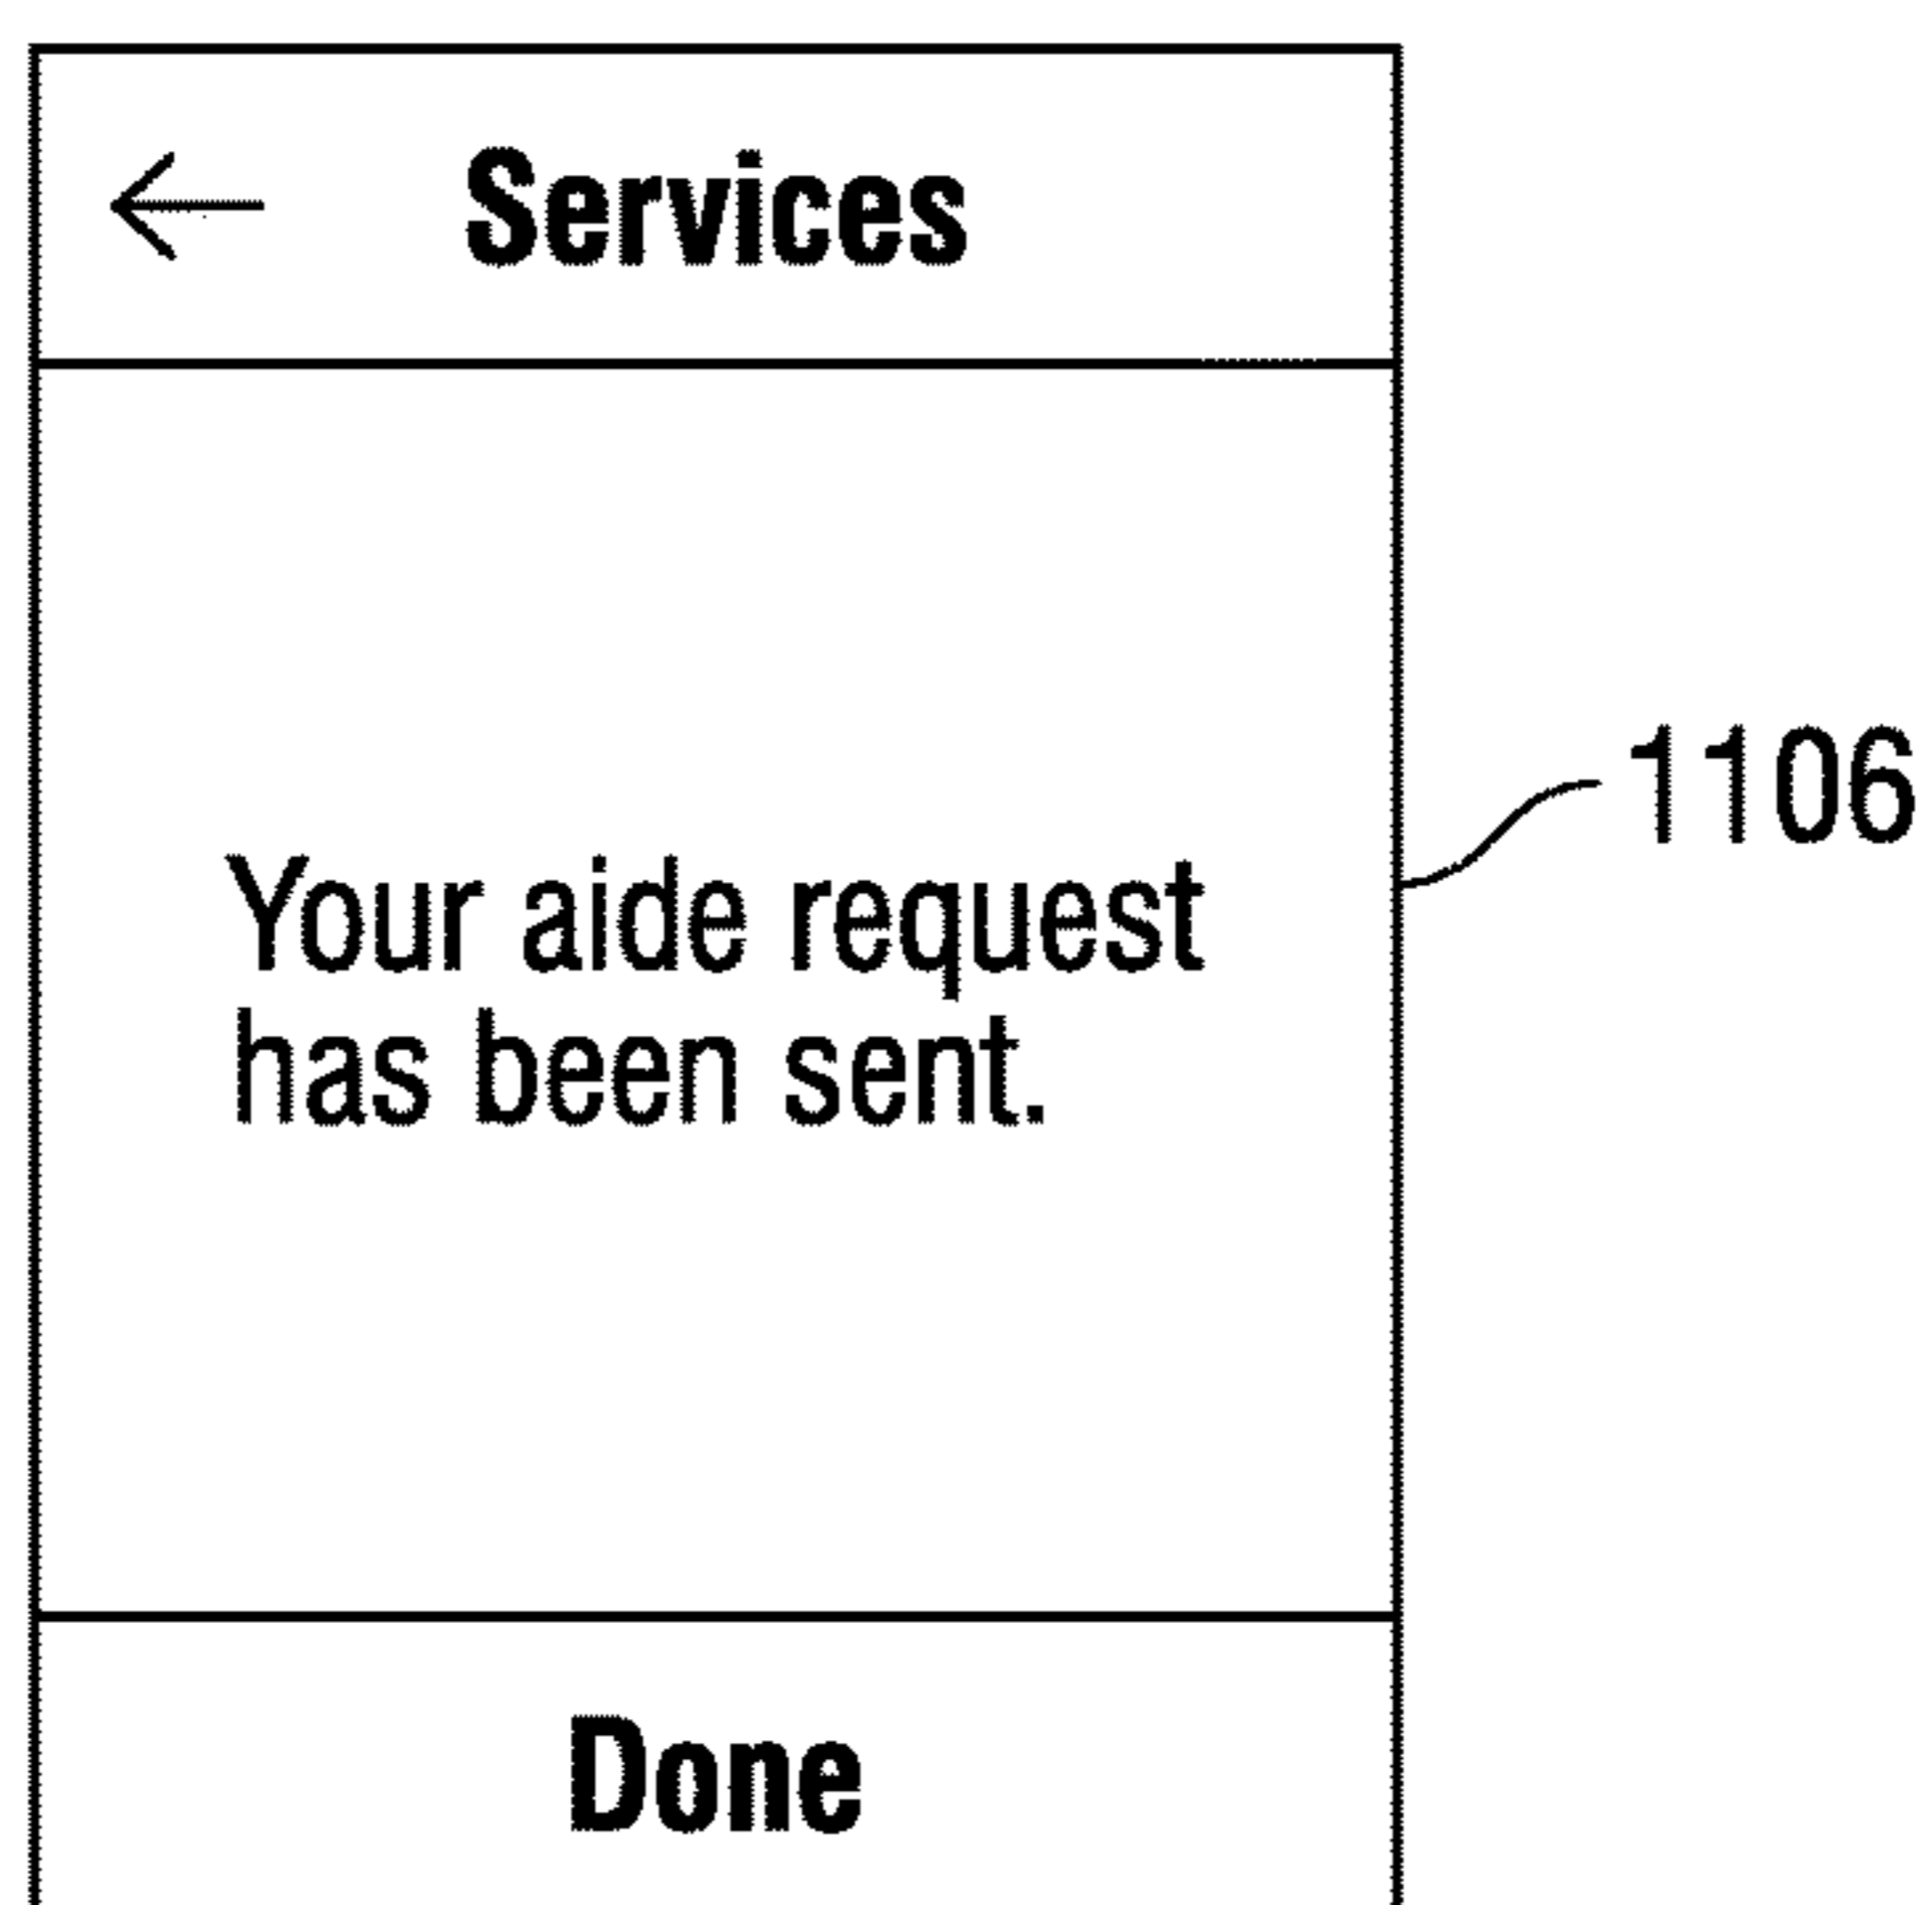 Services
1106
Your aide request
has been sent.
Done